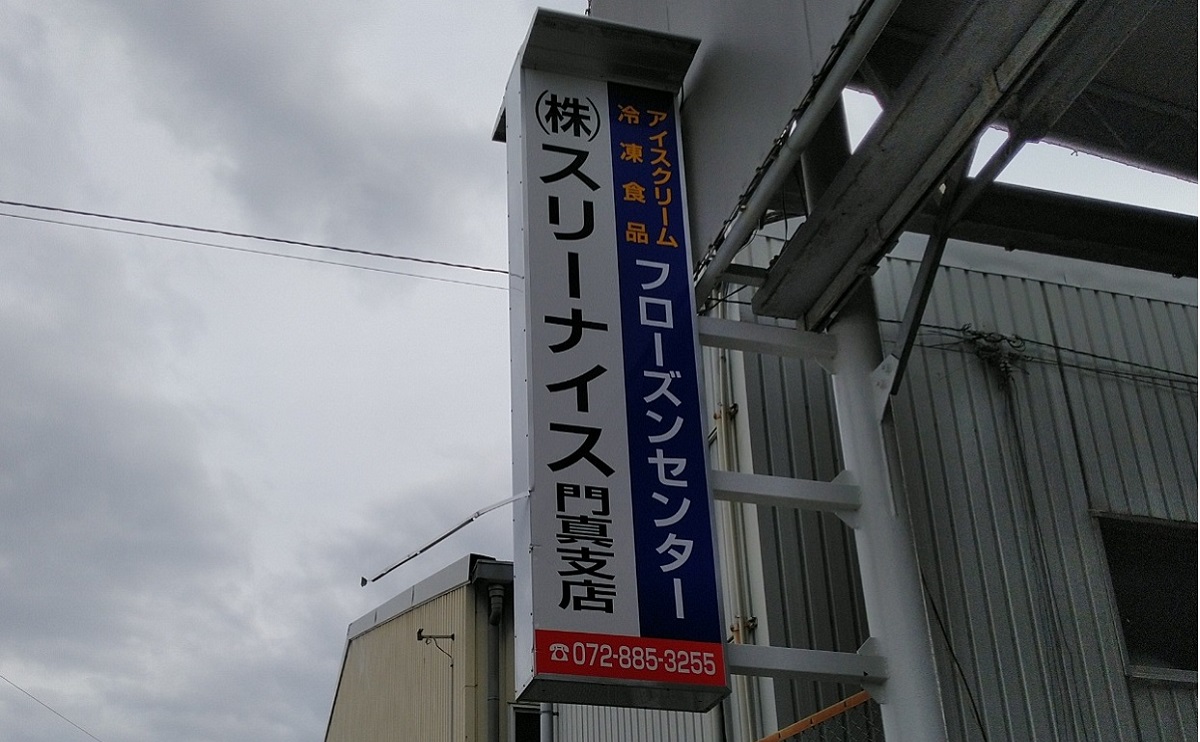 アイスクリーム
冷凍食品
フローズンセンター
㈱スリーナイス門真支店
☎072-885-3255